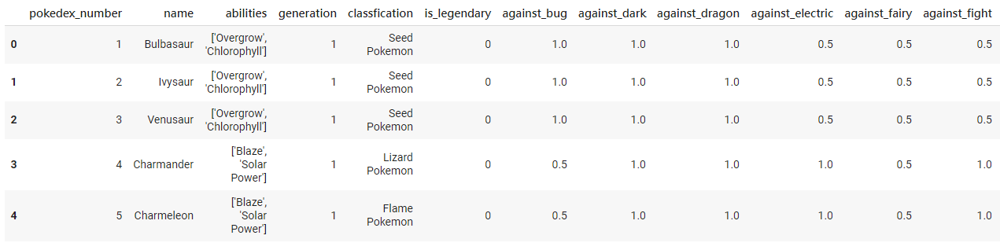 pokedex_number name abilities generation classfication is_legendary against_bug against_dark against_dragon against_electric against_fairy against_fight
0 1 Bulbasaur ['Overgrow', 'Chlorophyll'] 1 Seed Pokemon 0 1.0 1.0 1.0 0.5 0.5 0.5
1 2 Ivysaur ['Overgrow', 'Chlorophyll'] 1 Seed Pokemon 0 1.0 1.0 1.0 0.5 0.5 0.5
2 3 Venusaur ['Overgrow', 'Chlorophyll'] 1 Seed Pokemon 0 1.0 1.0 1.0 0.5 0.5 0.5
3 4 Charmander ['Blaze', 'Solar Power'] 1 Lizard Pokemon 0 0.5 1.0 1.0 1.0 0.5 1.0
4 5 Charmeleon ['Blaze', 'Solar Power'] 1 Flame Pokemon 0 0.5 1.0 1.0 1.0 0.5 1.0